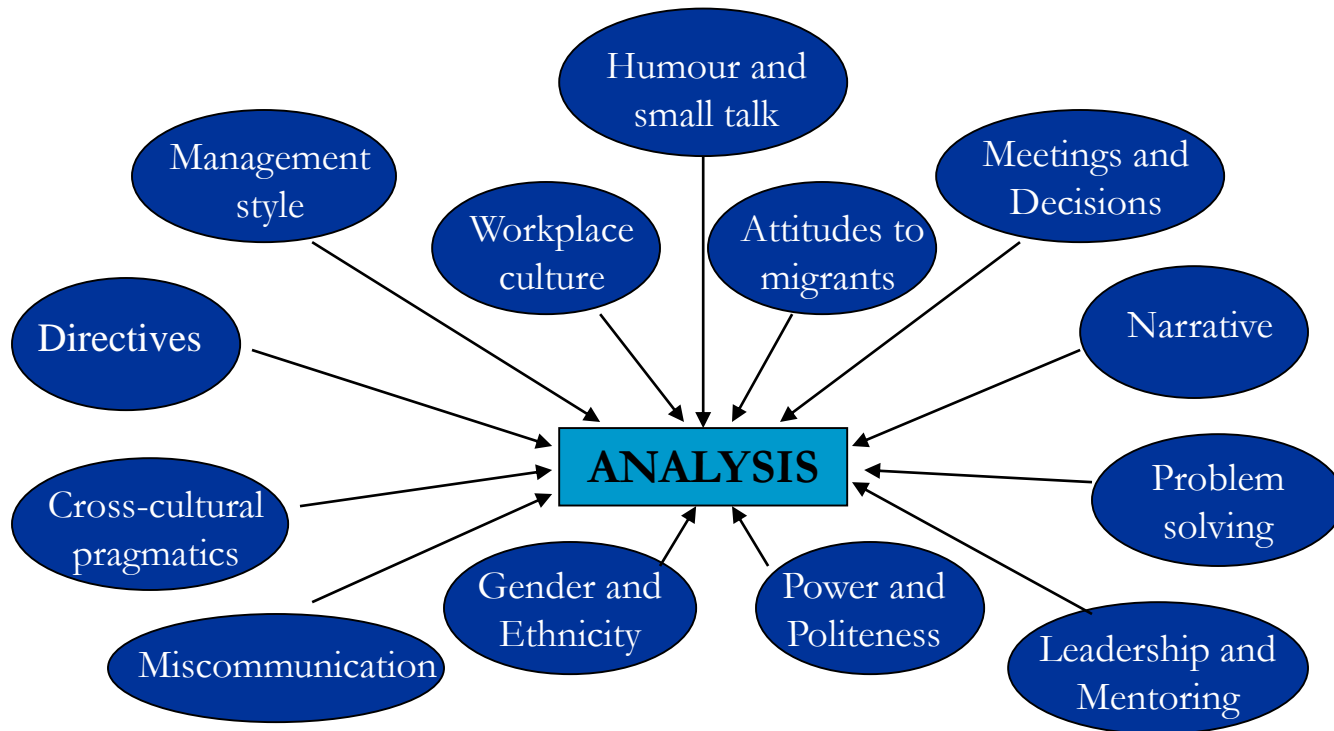 Humour and
small talk
Management
style
Meetings and
Decisions
Workplace
culture
Attitudes to
migrants
Directives
Narrative
ANALYSIS
Cross-cultural
pragmatics
Problem
solving
Gender and
Ethnicity
Power and
Politeness
Miscommunication
Leadership and
Mentoring